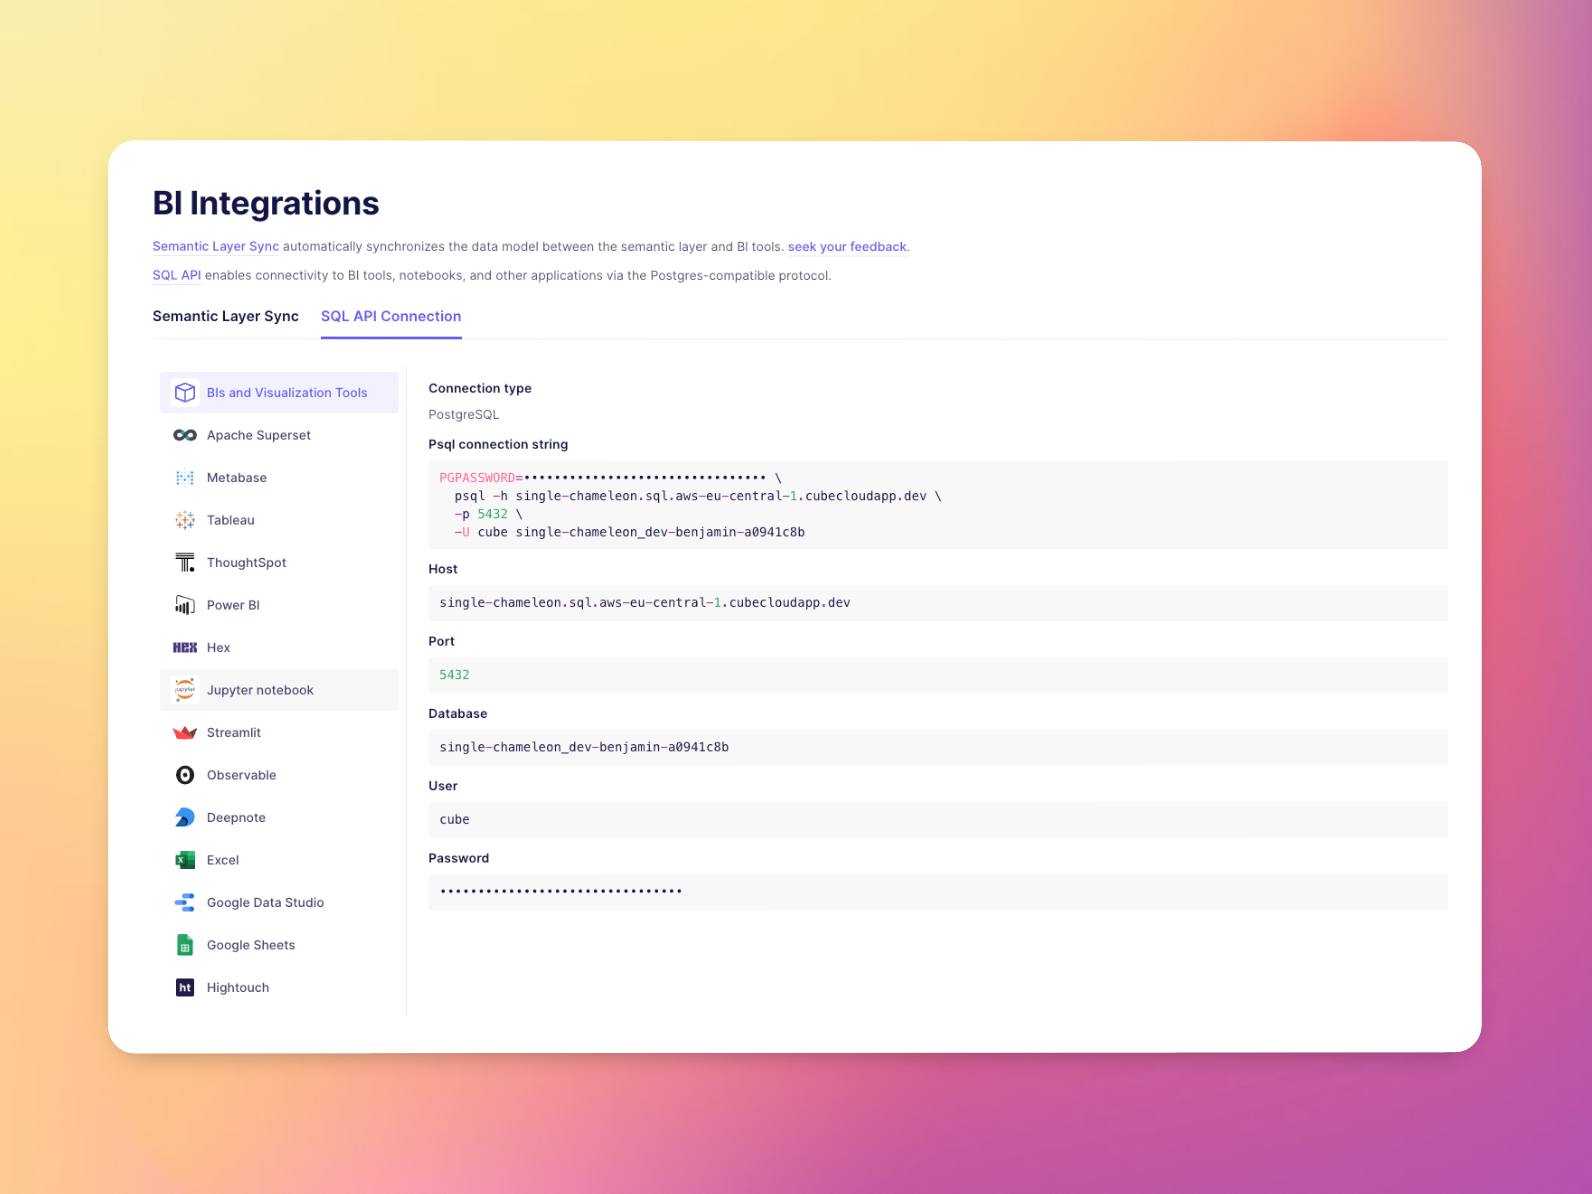 BI Integrations
Semantic Layer Sync automatically synchronizes the data model between the semantic layer and BI tools. seek your feedback.
SQL API enables connectivity to BI tools, notebooks, and other applications via the Postgres-compatible protocol.
Semantic Layer Sync SQL API Connection
BIs and Visualization Tools
Apache Superset
Metabase
Tableau
ThoughtSpot
Power BI
HEX Hex
jupyter Jupyter notebook
Streamlit
Observable
Deepnote
X Excel
Google Data Studio
Google Sheets
ht Hightouch
Connection type
PostgreSQL
Psql connection string
PGPASSWORD=•••••••••••••••••••••••••••••••• \
psql -h single-chameleon.sql.aws-eu-central-1.cubecloudapp.dev \
-p 5432 \
-U cube single-chameleon_dev-benjamin-a0941c8b
Host
single-chameleon.sql.aws-eu-central-1.cubecloudapp.dev
Port
5432
Database
single-chameleon_dev-benjamin-a0941c8b
User
cube
Password
••••••••••••••••••••••••••••••••